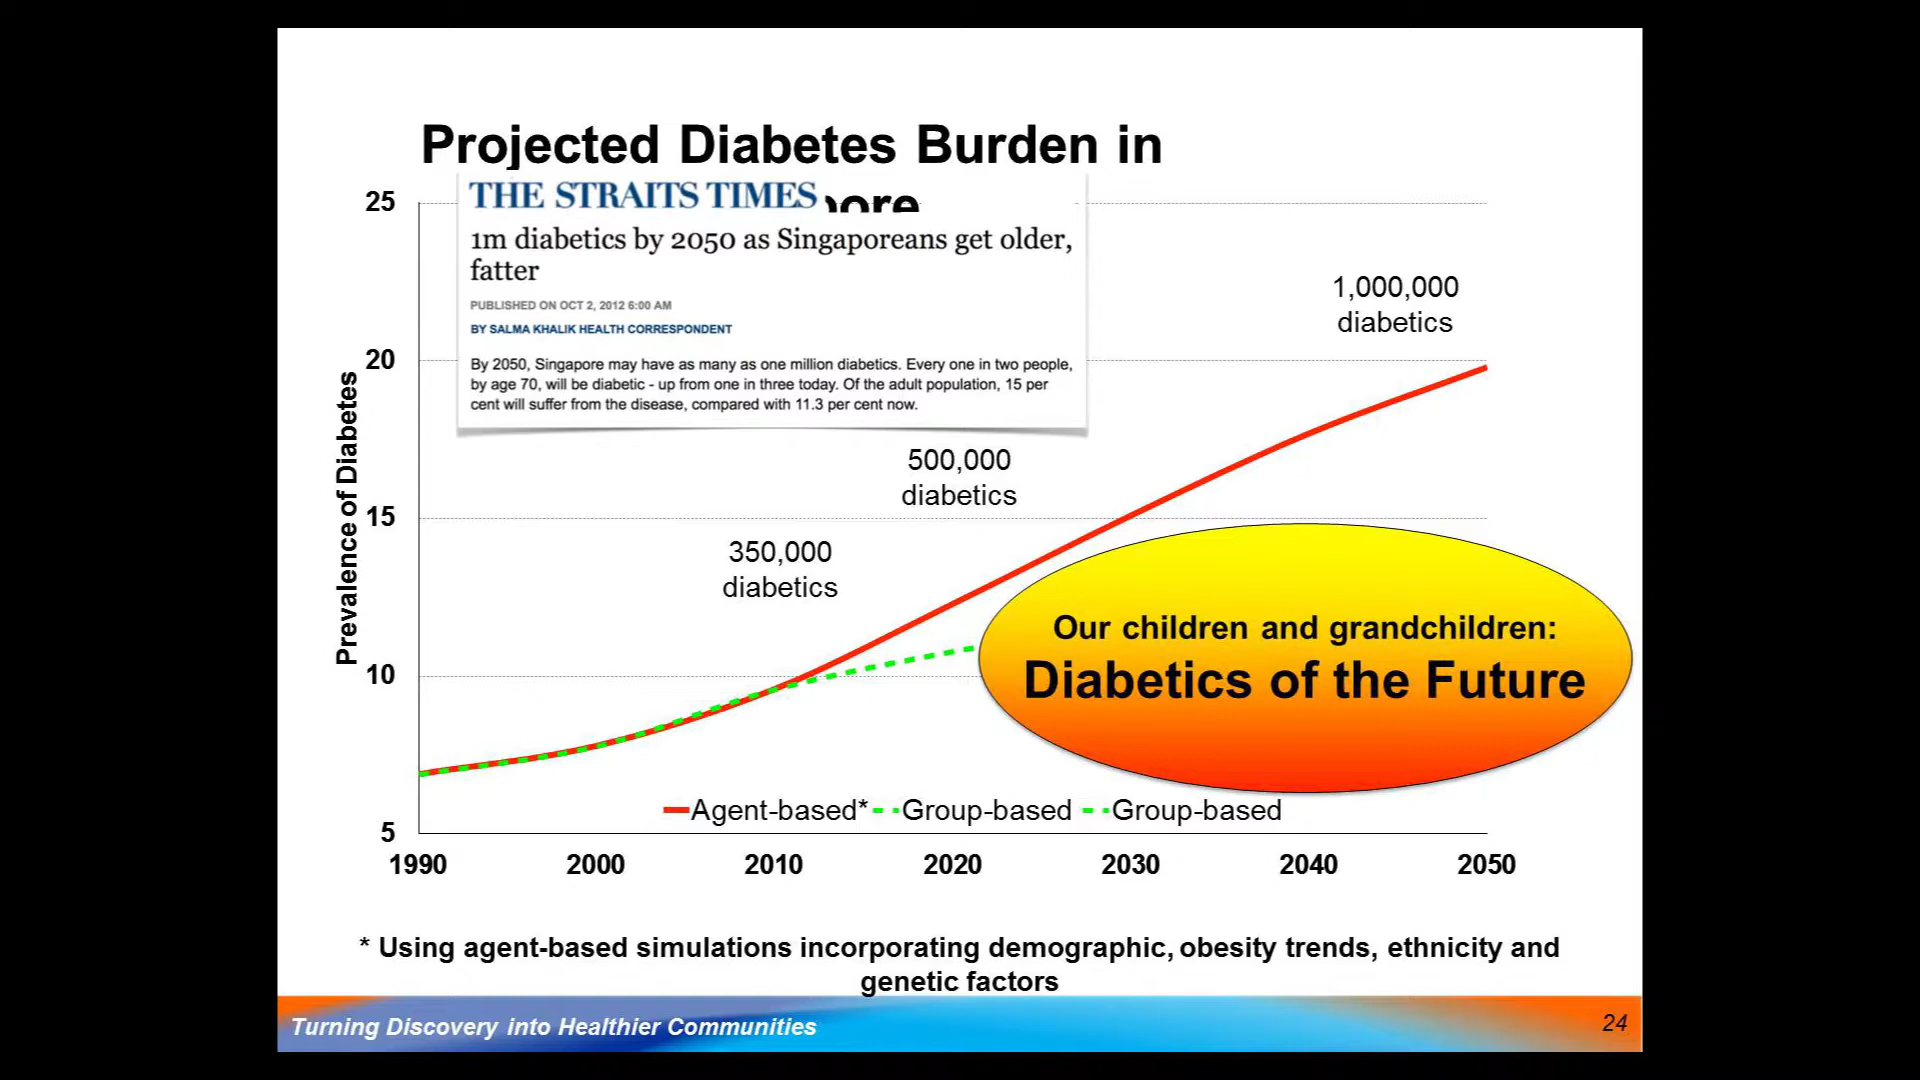 Projected Diabetes Burden in
THE STRAITS TIMES
1m diabetics by 2050 as Singaporeans get older,
fatter
PUBLISHED ON OCT 2, 2012 6:00 AM
BY SALMA KHALIK HEALTH CORRESPONDENT
By 2050, Singapore may have as many as one million diabetics. Every one in two people,
by age 70, will be diabetic - up from one in three today. Of the adult population, 15 per
cent will suffer from the disease, compared with 11.3 per cent now.
Prevalence of Diabetes
25
20
15
10
5
1,000,000
diabetics
500,000
diabetics
350,000
diabetics
Our children and grandchildren:
Diabetics of the Future
Agent-based* Group-based Group-based
1990 2000 2010 2020 2030 2040 2050
* Using agent-based simulations incorporating demographic, obesity trends, ethnicity and
genetic factors
Turning Discovery into Healthier Communities
24